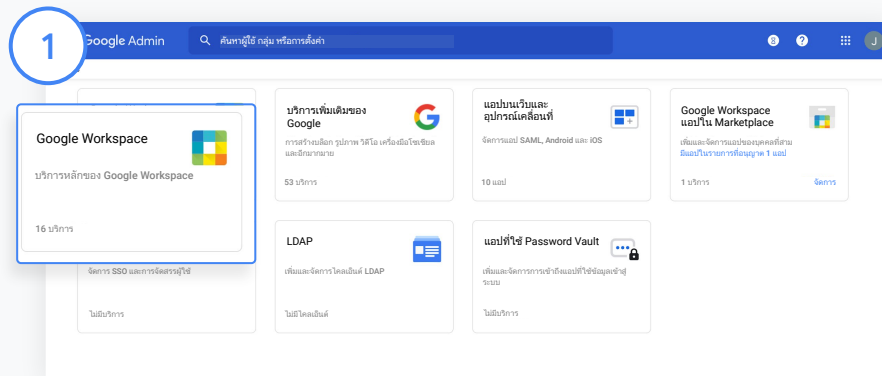 1
Google Admin
ค้นหาผู้ใช้ กลุ่ม หรือการตั้งค่า
J
Google Workspace
บริการหลักของ Google Workspace
16 บริการ
บริการเพิ่มเติมของ
Google
การสร้างบล็อก รูปภาพ วิดีโอ เครื่องมือโซเชียล
และอีกมากมาย
53 บริการ
แอปบนเว็บและ
อุปกรณ์เคลื่อนที่
จัดการแอป SAML, Android และ iOS
10 แอป
Google Workspace
แอปใน Marketplace
เพิ่มและจัดการแอปของบุคคลที่สาม
มีแอปในรายการที่อนุญาต 1 แอป
1 บริการ
จัดการ
จัดการ SSO และการจัดสรรผู้ใช้
ไม่มีบริการ
LDAP
เพิ่มและจัดการไคลเอ็นต์ LDAP
ไม่มีไคลเอ็นต์
แอปที่ใช้ Password Vault
เพิ่มและจัดการการเข้าถึงแอปที่ใช้ข้อมูลเข้าสู่
ระบบ
ไม่มีบริการ